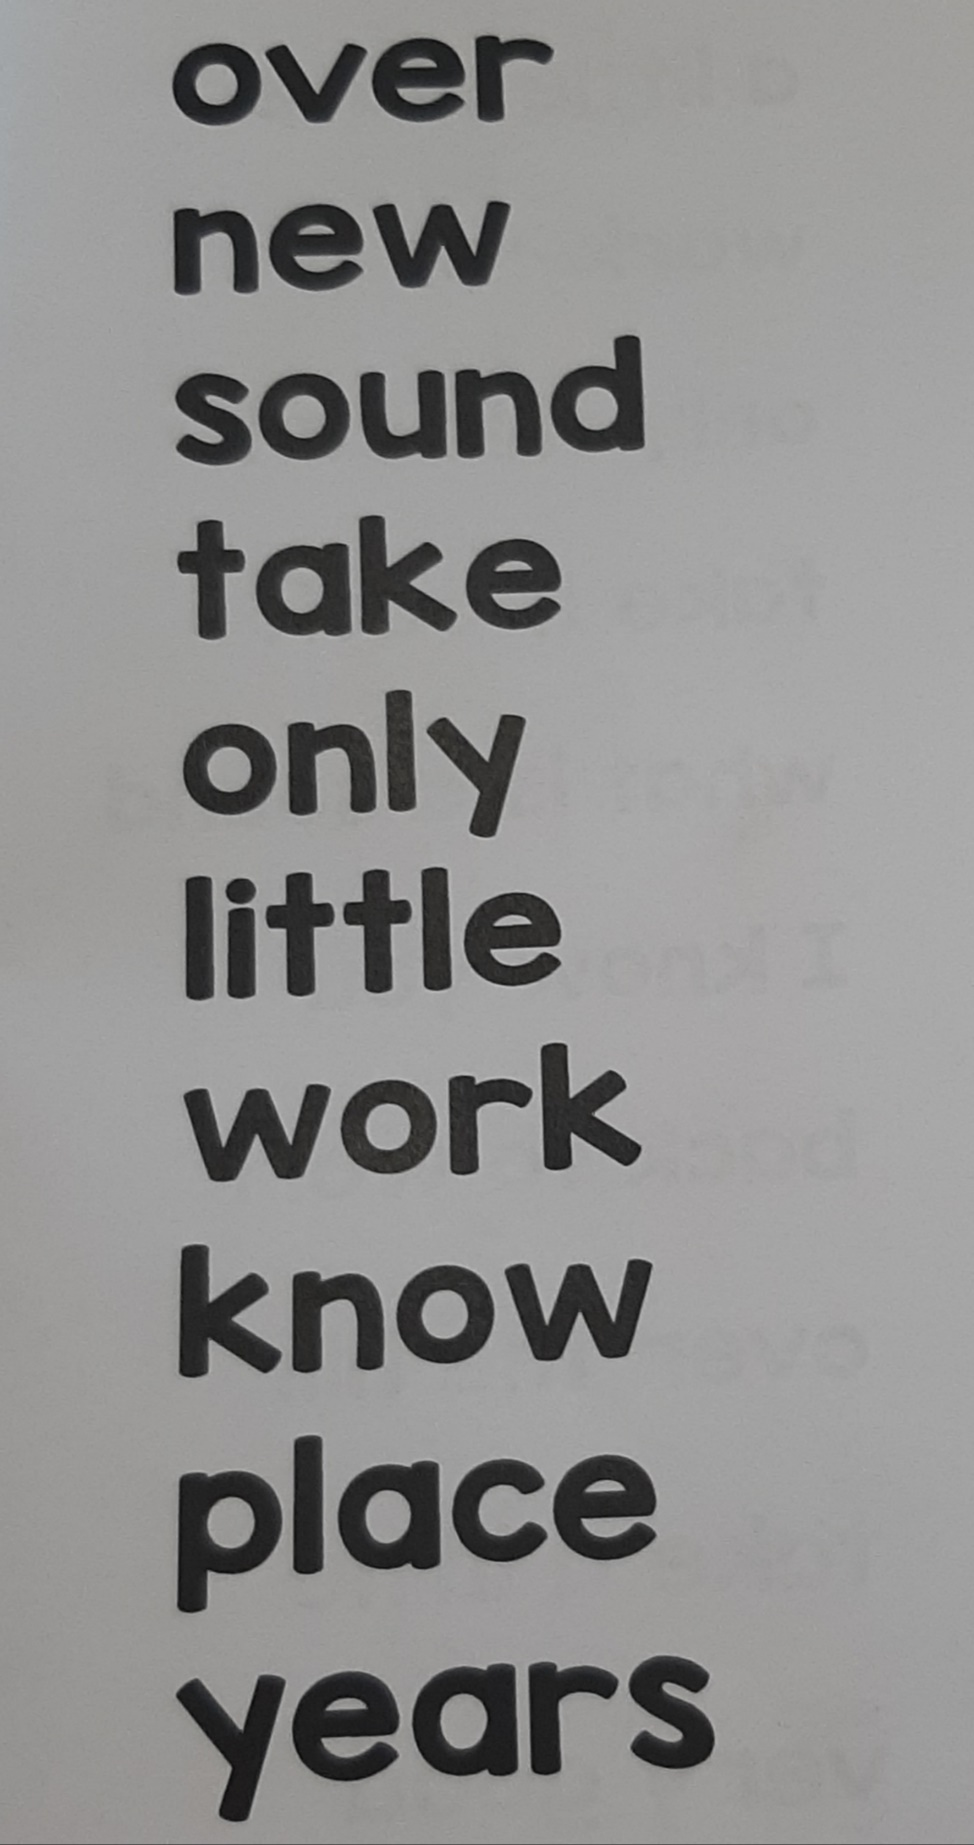 over
new
sound
take
only
little
work
know
place
years